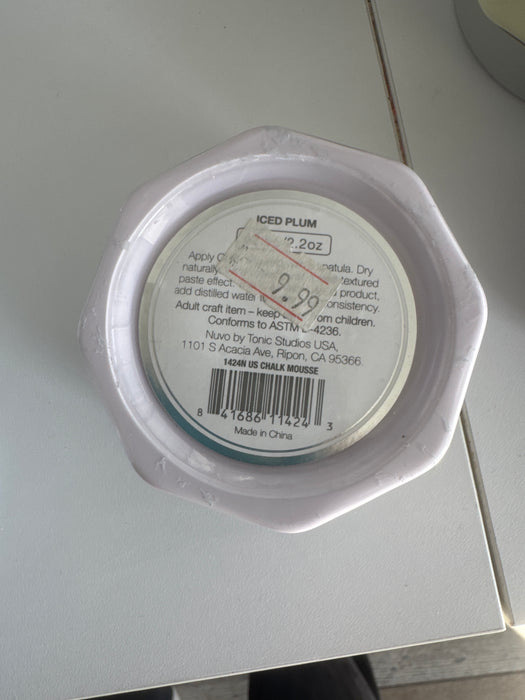 ICED PLUM
/2.2oz
Apply patula. Dry
naturally textured
paste effect. product,
add distilled water onsistency.
Adult craft item – keep from children.
Conforms to ASTM -4236.
Nuvo by Tonic Studios USA,
1101 S Acacia Ave, Ripon, CA 95366.
1424N US CHALK MOUSSE
8 41686 11424 3
Made in China
9.99